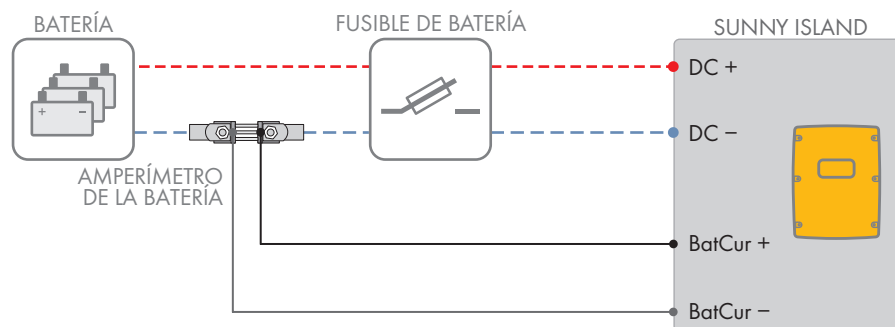 BATERÍA
FUSIBLE DE BATERÍA
SUNNY ISLAND
DC +
+ −
DC −
AMPERÍMETRO
DE LA BATERÍA
BatCur +
BatCur −